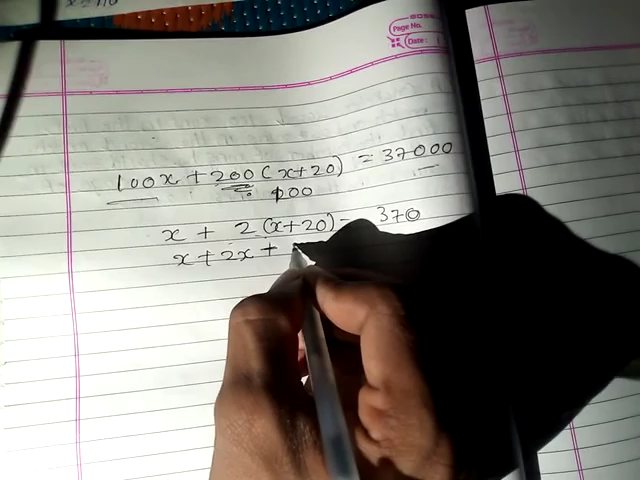 Page No.
Date:
100x + 200(x+20) = 37000
100
x + 2(x+20) = 370
x + 2x +